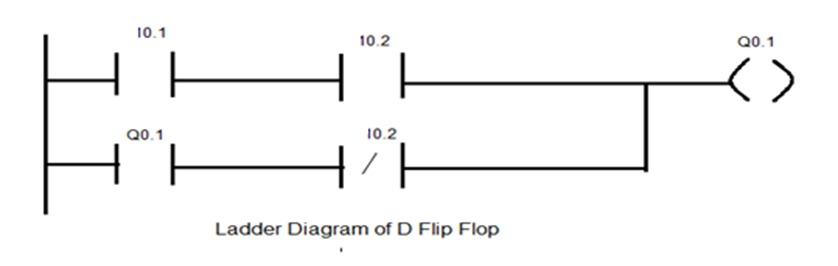 I0.1
I0.2
Q0.1
Q0.1
I0.2
Ladder Diagram of D Flip Flop